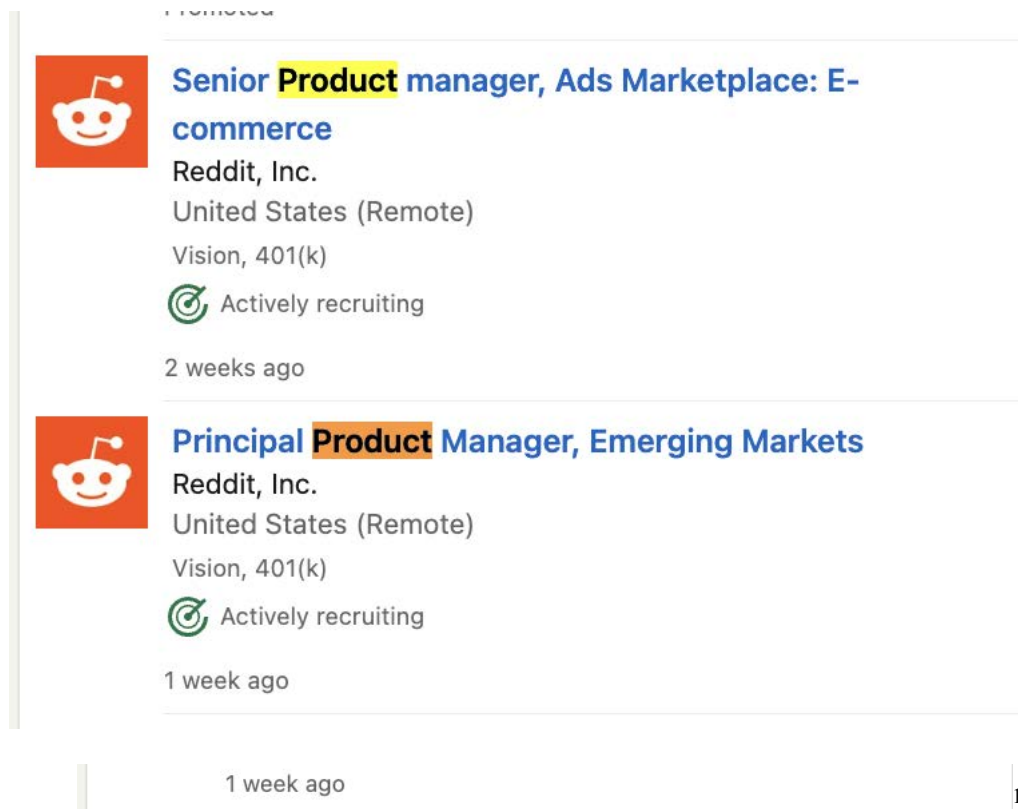 Promoted
Senior Product manager, Ads Marketplace: E-
commerce
Reddit, Inc.
United States (Remote)
Vision, 401(k)
Actively recruiting
2 weeks ago
Principal Product Manager, Emerging Markets
Reddit, Inc.
United States (Remote)
Vision, 401(k)
Actively recruiting
1 week ago
1 week ago